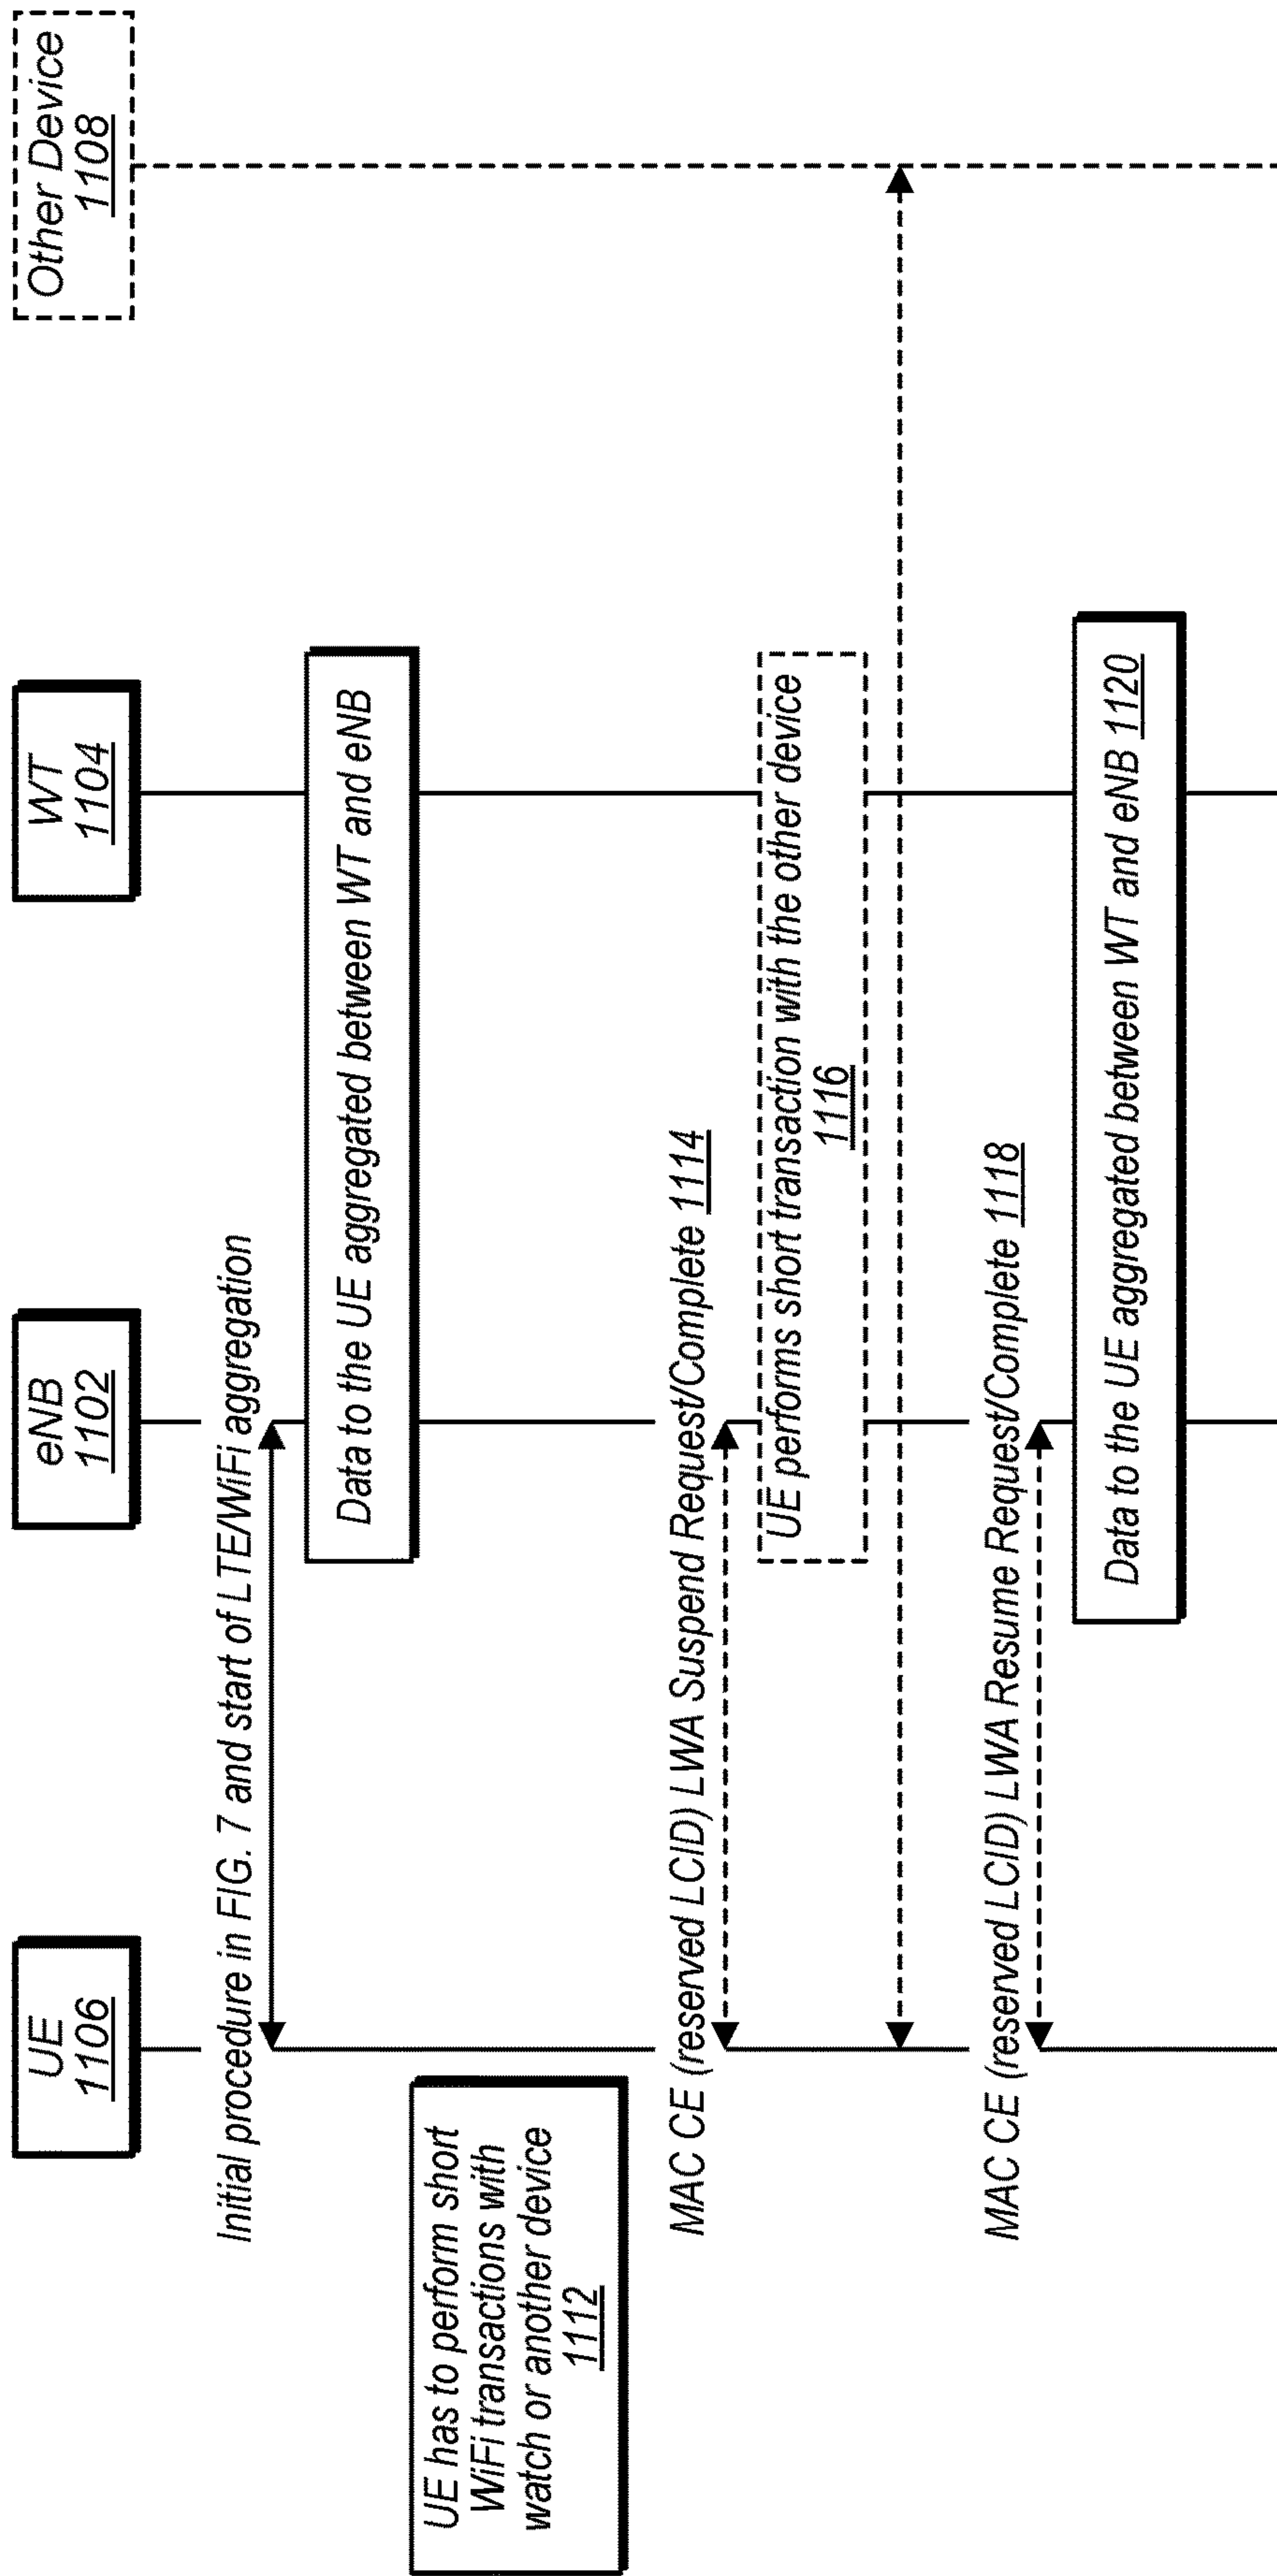 UE
1106
eNB
1102
WT
1104
Other Device
1108
Initial procedure in FIG. 7 and start of LTE/WiFi aggregation
Data to the UE aggregated between WT and eNB
UE has to perform short
WiFi transactions with
watch or another device
1112
MAC CE (reserved LCID) LWA Suspend Request/Complete 1114
UE performs short transaction with the other device
1116
MAC CE (reserved LCID) LWA Resume Request/Complete 1118
Data to the UE aggregated between WT and eNB 1120